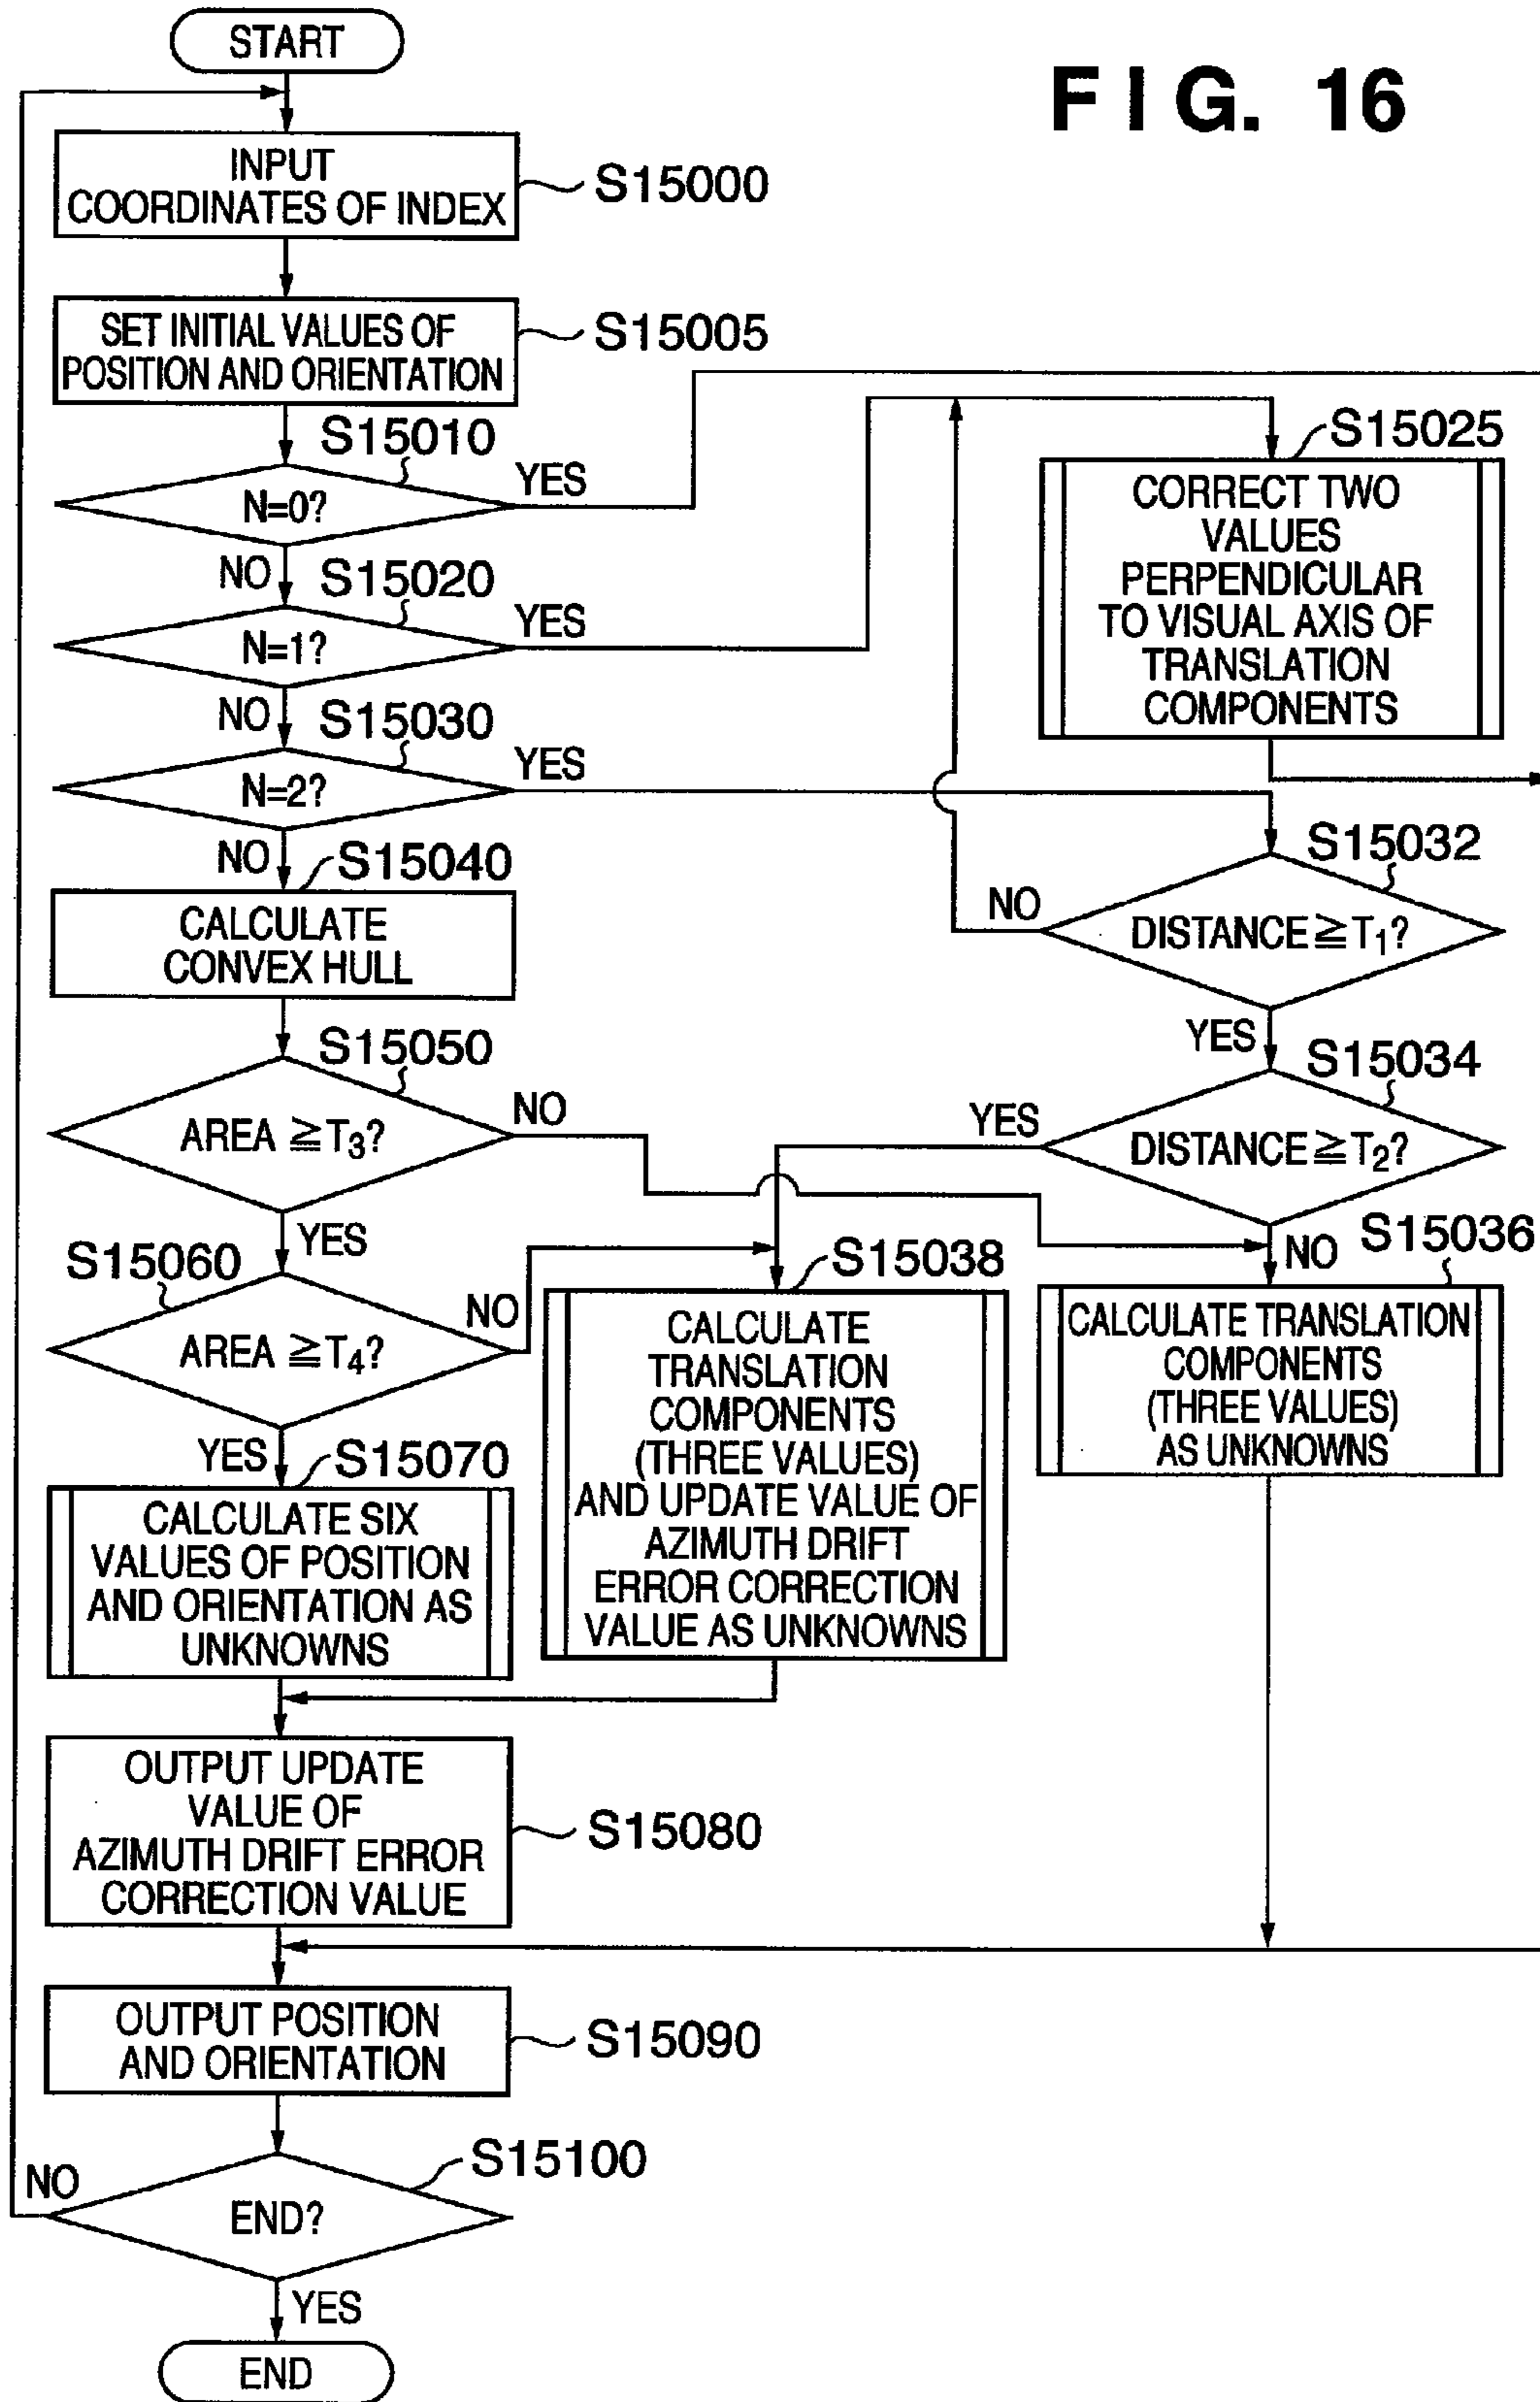 FIG. 16
START
INPUT
COORDINATES OF INDEX
S15000
SET INITIAL VALUES OF
POSITION AND ORIENTATION
S15005
S15010
N=0?
YES
NO
S15020
N=1?
YES
NO
S15030
N=2?
YES
NO
S15025
CORRECT TWO
VALUES
PERPENDICULAR
TO VISUAL AXIS OF
TRANSLATION
COMPONENTS
S15032
DISTANCE≧T1?
NO
YES
S15034
DISTANCE≧T2?
YES
NO
S15036
CALCULATE TRANSLATION
COMPONENTS
(THREE VALUES)
AS UNKNOWNS
S15040
CALCULATE
CONVEX HULL
S15050
AREA ≧T3?
NO
YES
S15060
AREA ≧T4?
NO
YES
S15038
CALCULATE
TRANSLATION
COMPONENTS
(THREE VALUES)
AND UPDATE VALUE OF
AZIMUTH DRIFT
ERROR CORRECTION
VALUE AS UNKNOWNS
S15070
CALCULATE SIX
VALUES OF POSITION
AND ORIENTATION AS
UNKNOWNS
OUTPUT UPDATE
VALUE OF
AZIMUTH DRIFT ERROR
CORRECTION VALUE
S15080
OUTPUT POSITION
AND ORIENTATION
S15090
S15100
END?
NO
YES
END